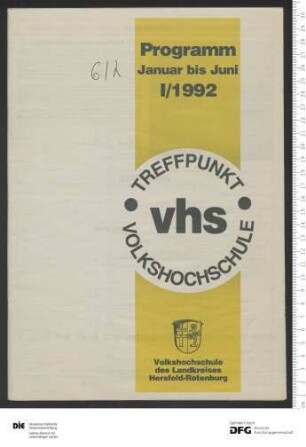 6/2
Programm
Januar bis Juni
I/1992
TREFFPUNKT
vhs
VOLKSHOCHSCHULE
Volkshochschule
des Landkreises
Hersfeld-Rotenburg
DIE
DFG